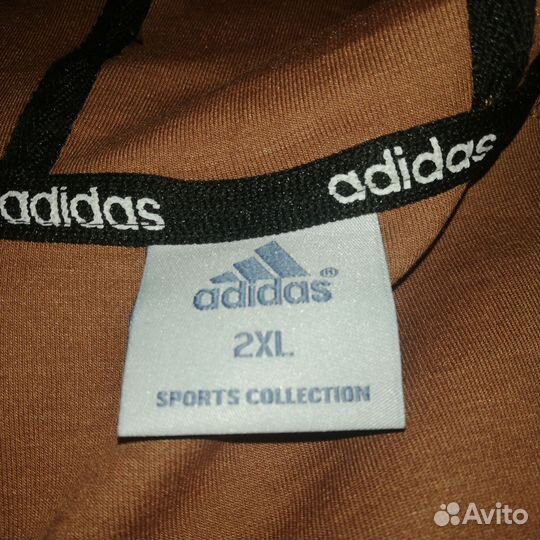 adidas
adidas
adidas®
2XL
SPORTS COLLECTION
Avito